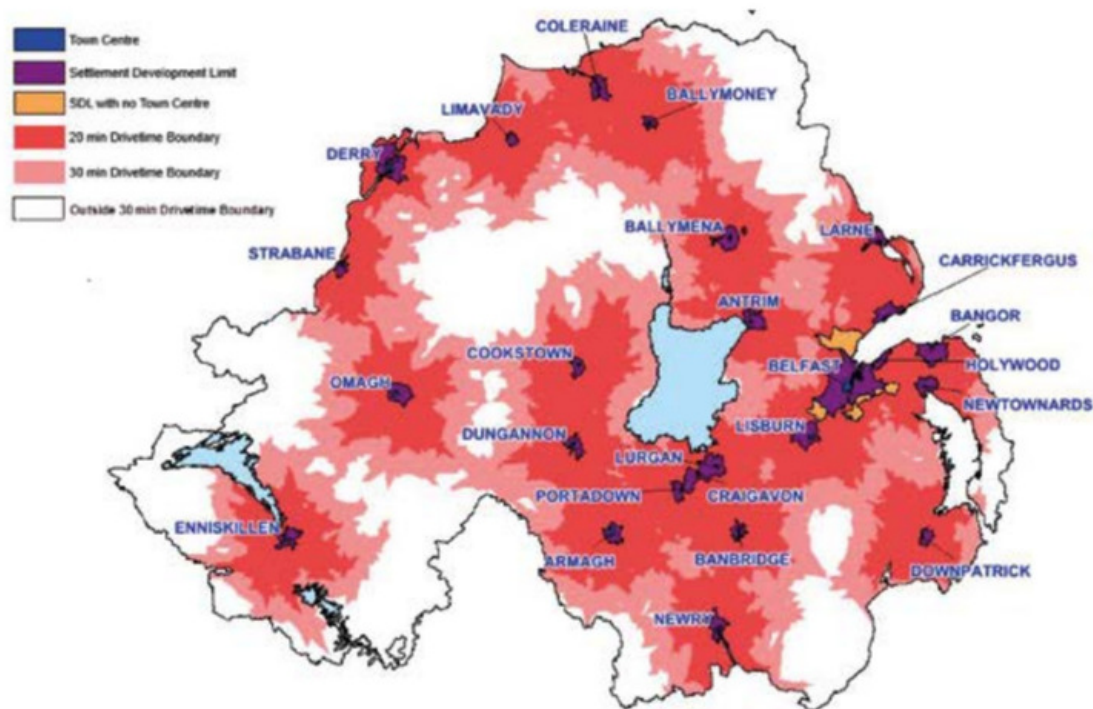 Town Centre
Settlement Development Limit
SDL with no Town Centre
20 min Drivetime Boundary
30 min Drivetime Boundary
Outside 30 min Drivetime Boundary
COLERAINE
BALLYMONEY
LIMAVADY
DERRY
BALLYMENA
LARNE
STRABANE
CARRICKFERGUS
ANTRIM
BANGOR
COOKSTOWN
BELFAST
HOLYWOOD
OMAGH
NEWTOWNARDS
LISBURN
DUNGANNON
LURGAN
PORTADOWN
CRAIGAVON
ENNISKILLEN
ARMAGH
BANBRIDGE
DOWNPATRICK
NEWRY